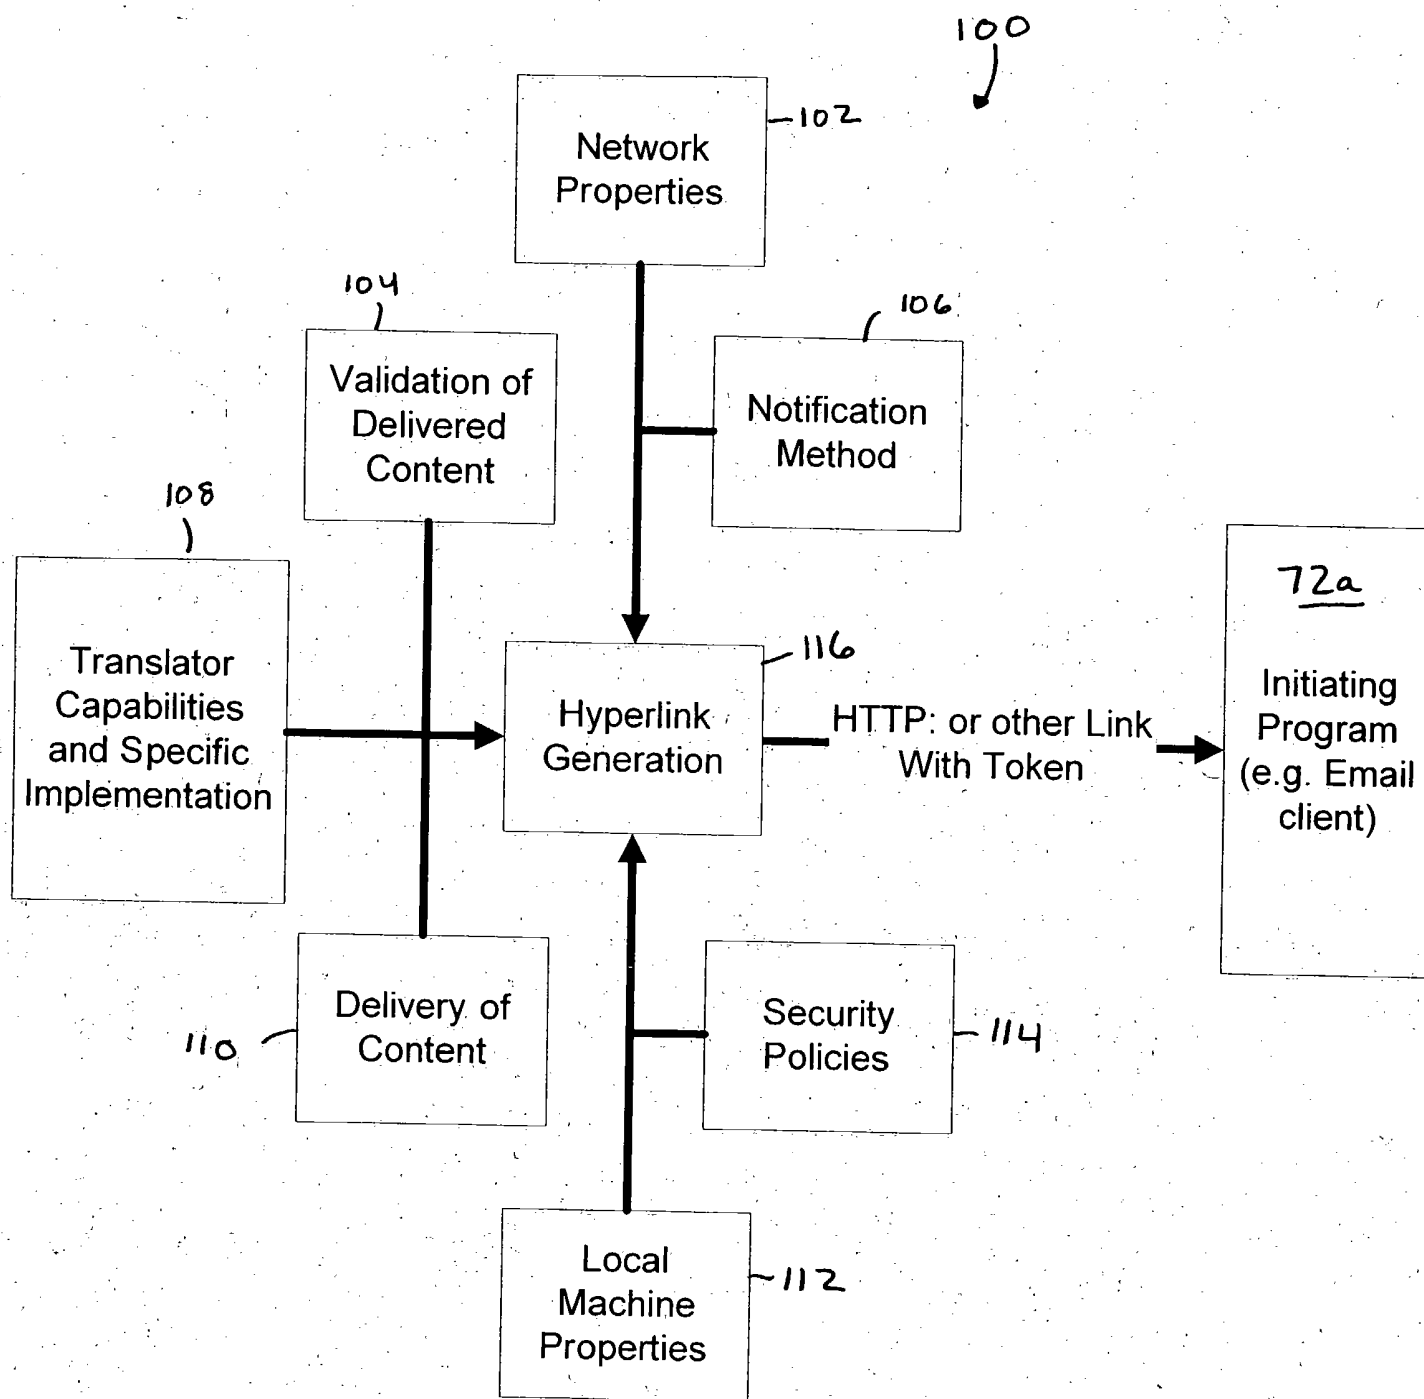 100
Network
Properties
102
104
106
Validation of
Delivered
Content
Notification
Method
108
Translator
Capabilities
and Specific
Implementation
Hyperlink
Generation
116
HTTP: or other Link
With Token
72a
Initiating
Program
(e.g. Email
client)
Delivery of
Content
110
Security
Policies
114
Local
Machine
Properties
112